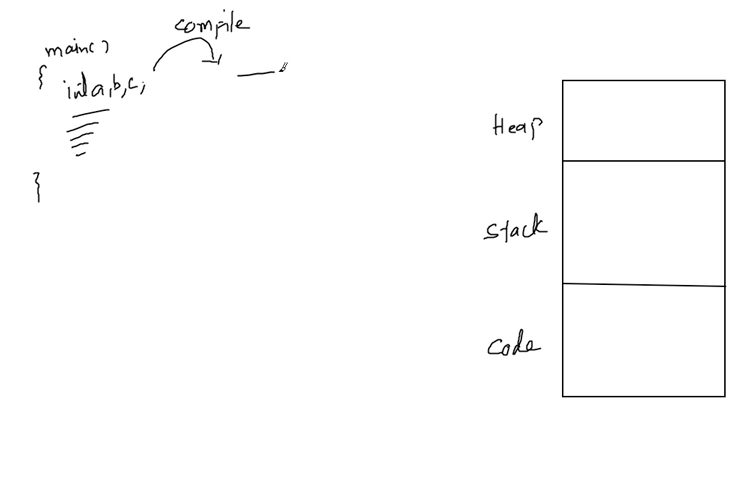 compile
main()
{ int a,b,c;
}
Heap
stack
code